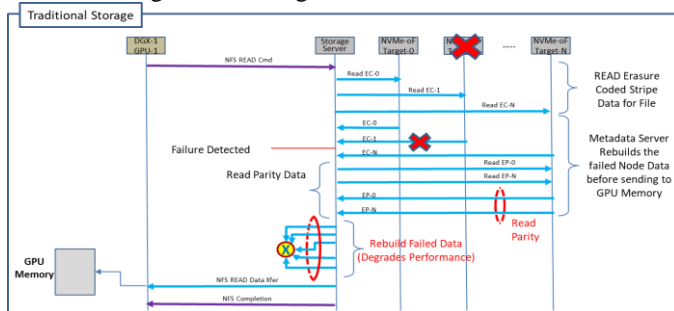 Traditional Storage
DGX-1
GPU-1
Storage
Server
NVMe-oF
Target-0
.....
NVMe-oF
Target-N
NFS READ Cmd
Read EC-0
Read EC-1
Read EC-N
READ Erasure
Coded Stripe
Data for File
EC-0
EC-1
EC-N
Failure Detected
Metadata Server
Rebuilds the
failed Node Data
before sending to
GPU Memory
Read Parity Data
Read EP-0
Read EP-N
EP-0
EP-N
Read
Parity
X
Rebuild Failed Data
(Degrades Performance)
GPU
Memory
NFS READ Data Xfer
NFS Completion